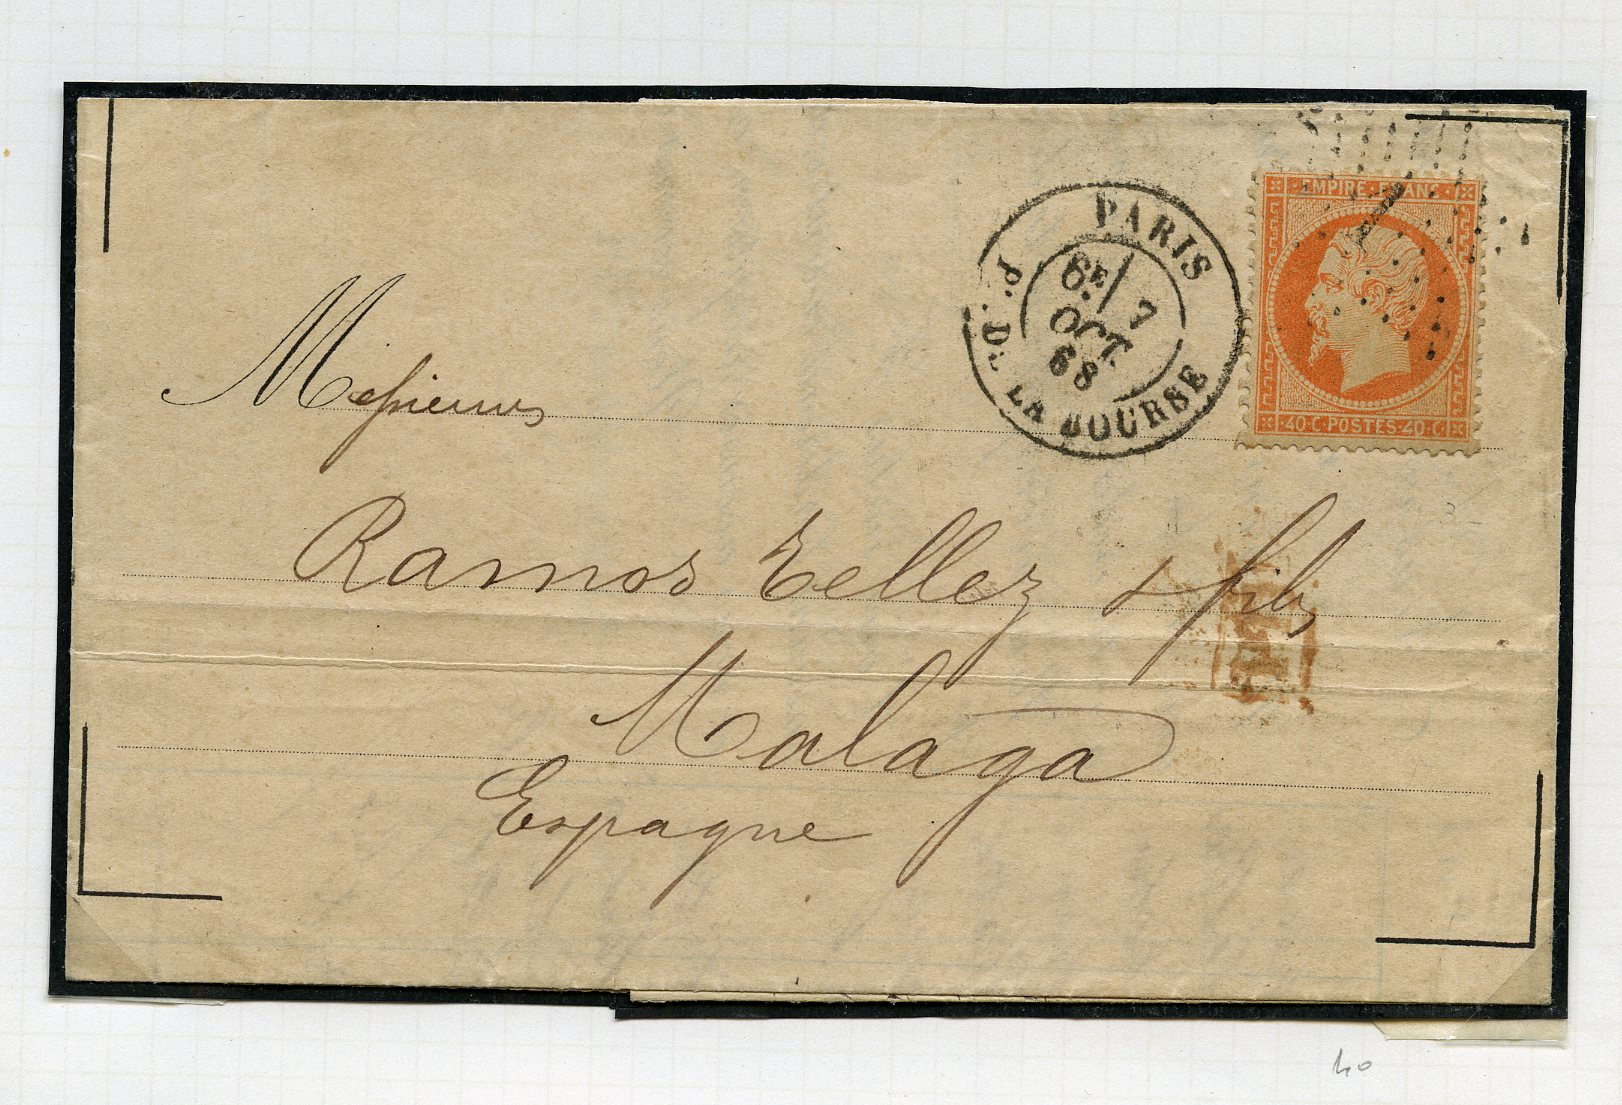 EMPIRE FRANC
PARIS
6E 7
OCT.
68
P. DE LA BOURSE
40 C POSTES 40 C
Messieurs
Ramos Tellez & fils
Malaga
Espagne
40